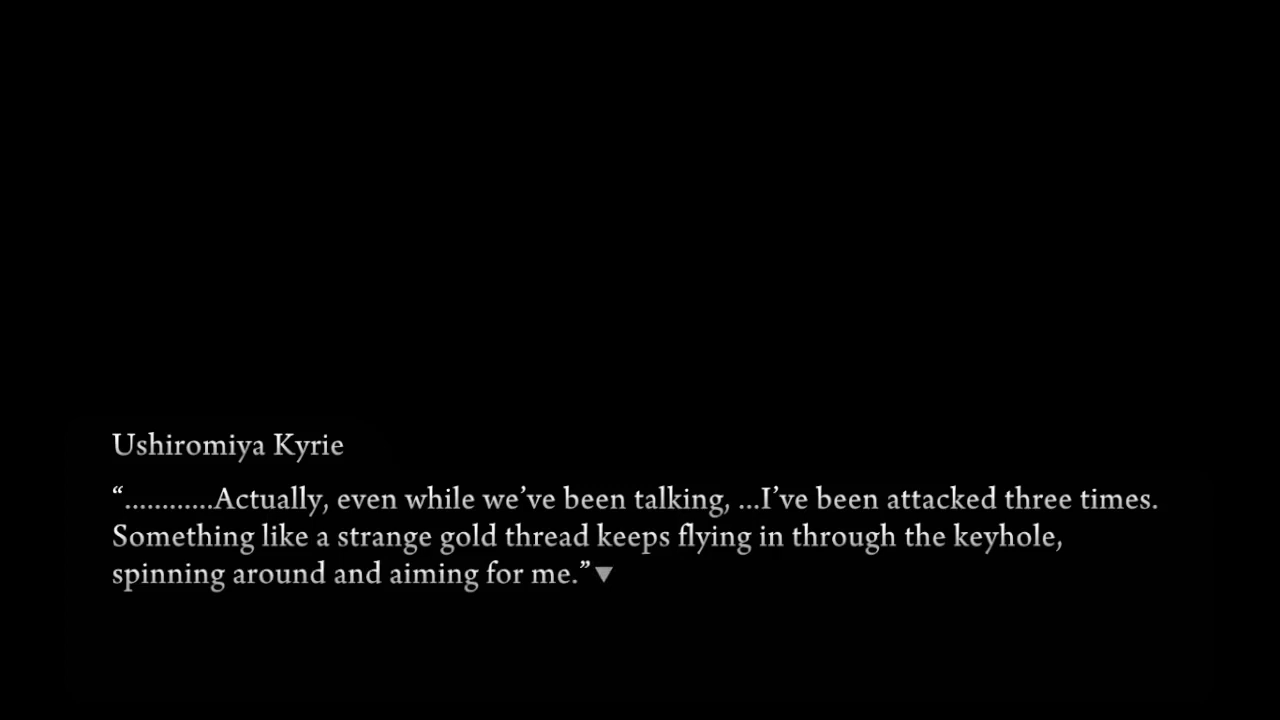 Ushiromiya Kyrie
“............Actually, even while we’ve been talking, ...I’ve been attacked three times.
Something like a strange gold thread keeps flying in through the keyhole,
spinning around and aiming for me.”▼